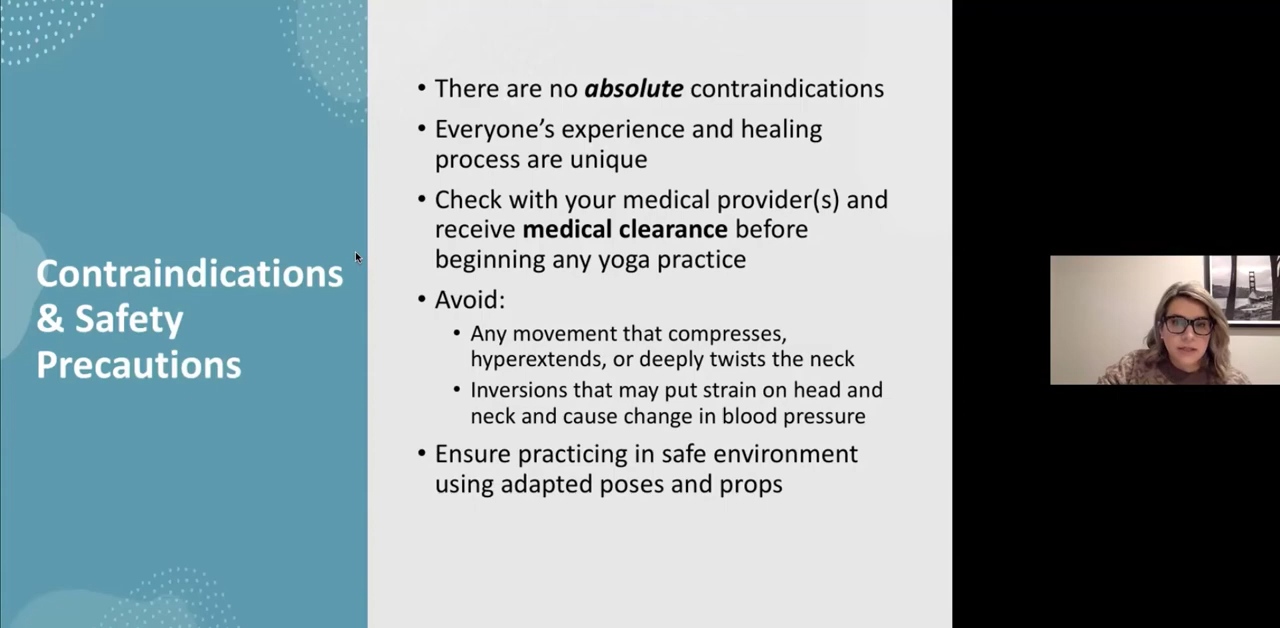 Contraindications
& Safety
Precautions
• There are no absolute contraindications
• Everyone’s experience and healing
process are unique
• Check with your medical provider(s) and
receive medical clearance before
beginning any yoga practice
• Avoid:
• Any movement that compresses,
hyperextends, or deeply twists the neck
• Inversions that may put strain on head and
neck and cause change in blood pressure
• Ensure practicing in safe environment
using adapted poses and props